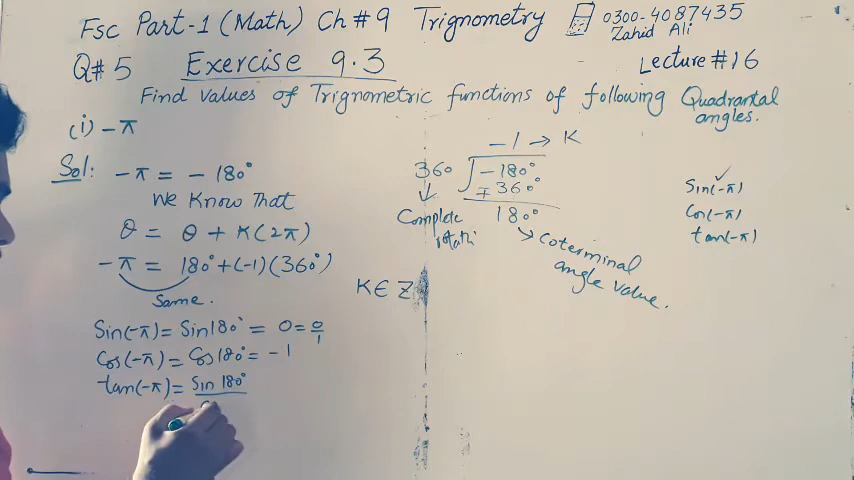 Fsc Part-1 (Math) Ch # 9 Trignometry 0300-4087435
Zahid Ali
Q# 5 Exercise 9.3 Lecture # 16
Find values of Trignometric functions of following Quadrantal angles.
(i) -π
Sol: -π = -180°
We Know That
θ = θ + K(2π)
-π = 180° + (-1)(360°)
Same.
Sin(-π) = Sin180° = 0 = 0/1
Cos(-π) = Cos180° = -1
tan(-π) = Sin 180°
-1 → K
360 -180°
∓360°
180°
Complete
Coterminal
angle value.
K ∈ Z
Sin(-π) ✓
Cos(-π)
tan(-π)